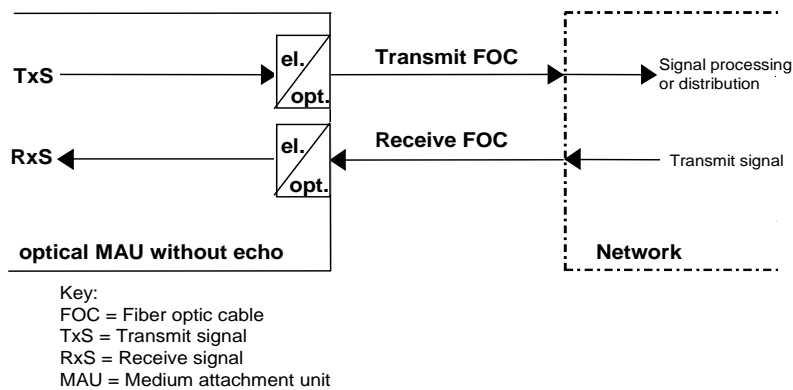 TxS
el.
opt.
Transmit FOC
Signal processing
or distribution
RxS
el.
opt.
Receive FOC
Transmit signal
optical MAU without echo
Network
Key:
FOC = Fiber optic cable
TxS = Transmit signal
RxS = Receive signal
MAU = Medium attachment unit